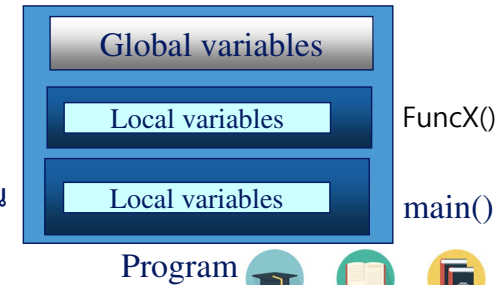 Global variables
Local variables
FuncX()
Local variables
main()
Program